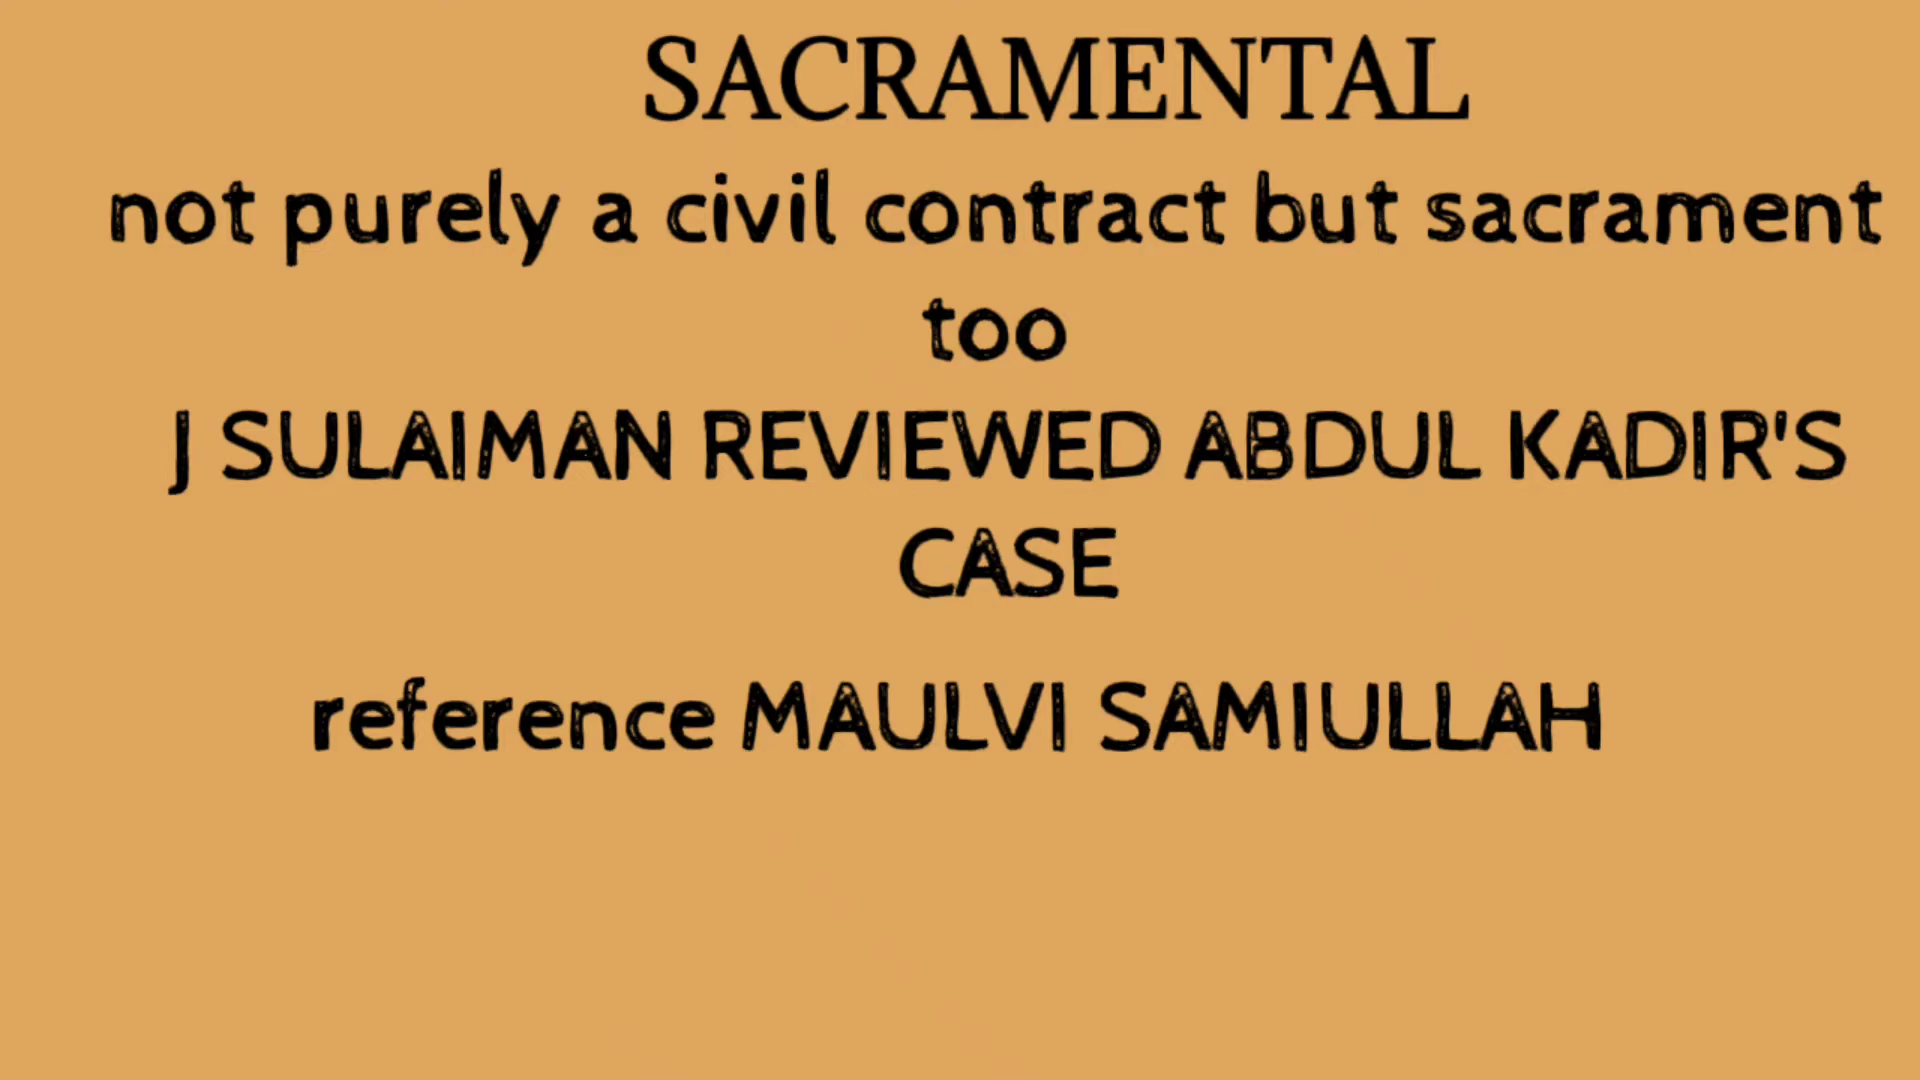 SACRAMENTAL
not purely a civil contract but sacrament
too
J SULAIMAN REVIEWED ABDUL KADIR'S
CASE
reference MAULVI SAMIULLAH